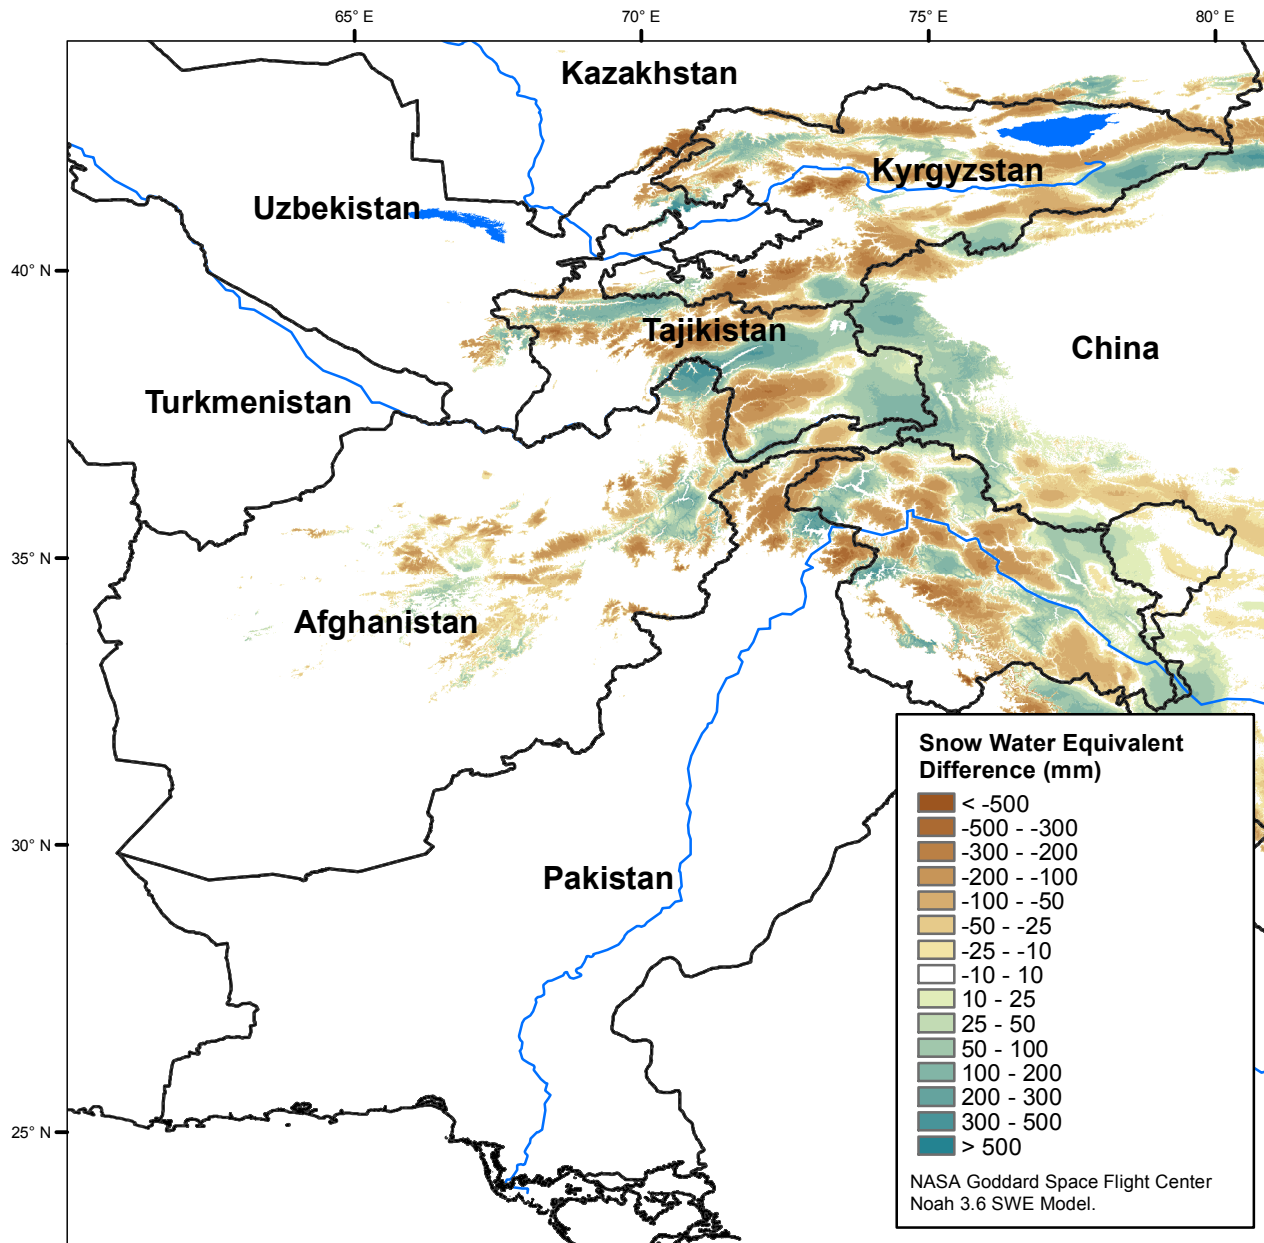 65° E
70° E
75° E
80° E
Kazakhstan
Kyrgyzstan
Uzbekistan
40° N
Tajikistan
China
Turkmenistan
35° N
Afghanistan
30° N
Pakistan
25° N
Snow Water Equivalent
Difference (mm)
< -500
-500 - -300
-300 - -200
-200 - -100
-100 - -50
-50 - -25
-25 - -10
-10 - 10
10 - 25
25 - 50
50 - 100
100 - 200
200 - 300
300 - 500
> 500
NASA Goddard Space Flight Center
Noah 3.6 SWE Model.